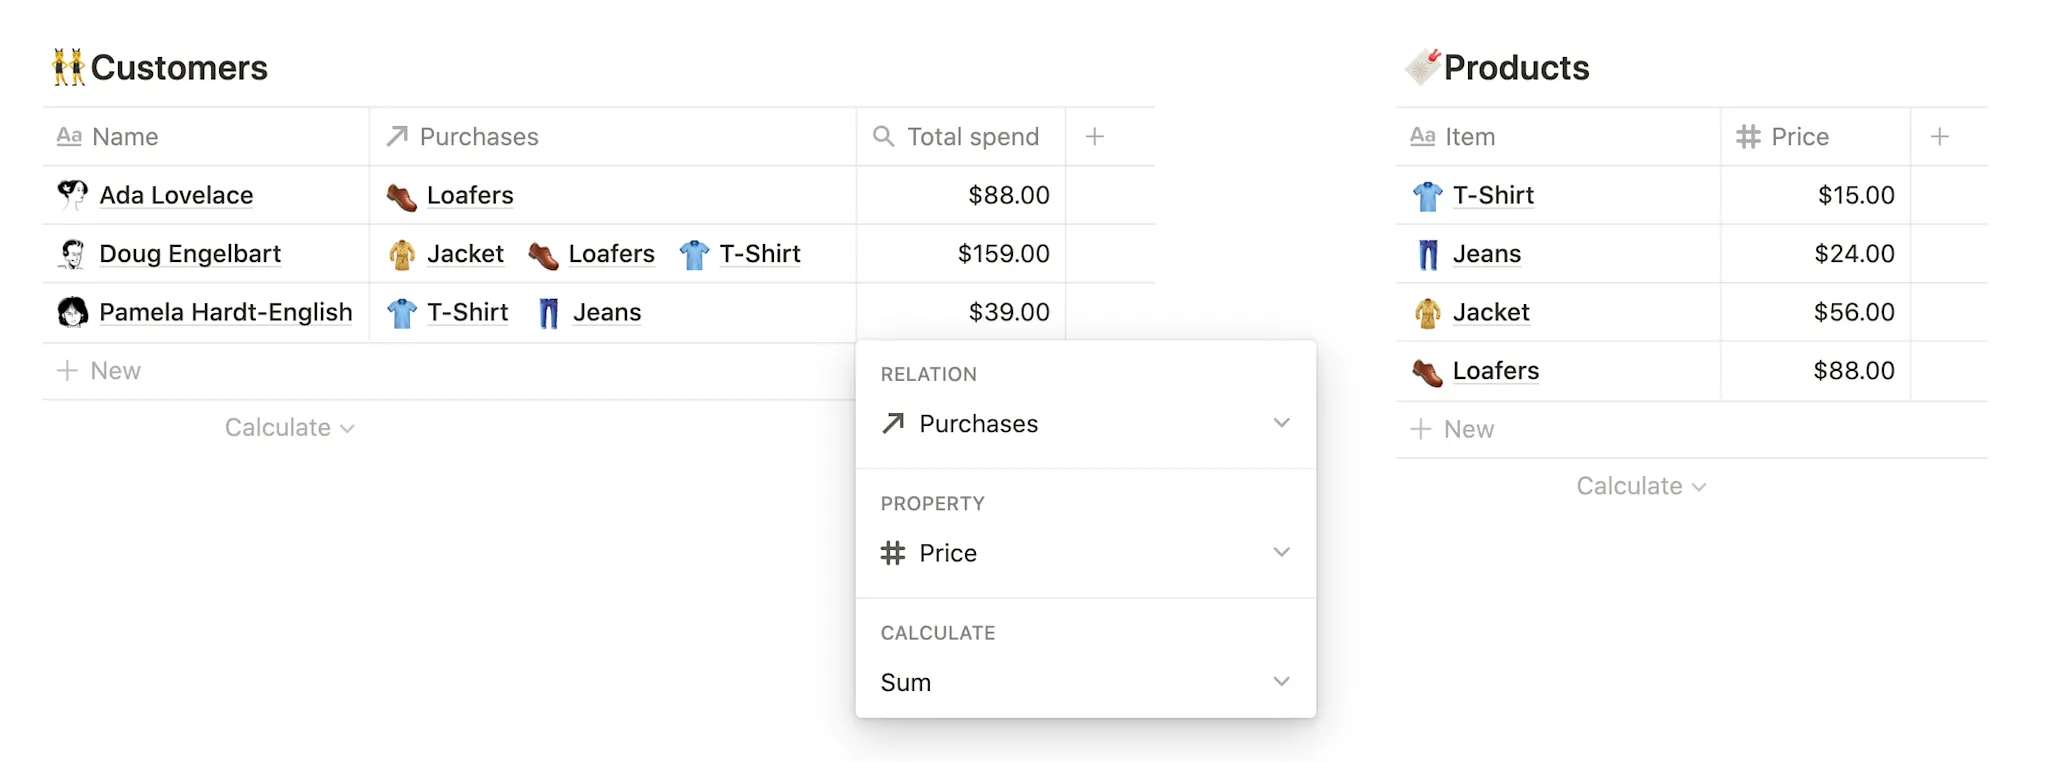 Customers
Aa Name Purchases Total spend
Ada Lovelace Loafers $88.00
Doug Engelbart Jacket Loafers T-Shirt $159.00
Pamela Hardt-English T-Shirt Jeans $39.00
+ New
Calculate
RELATION
Purchases
PROPERTY
# Price
CALCULATE
Sum
Products
Aa Item # Price
T-Shirt $15.00
Jeans $24.00
Jacket $56.00
Loafers $88.00
+ New
Calculate